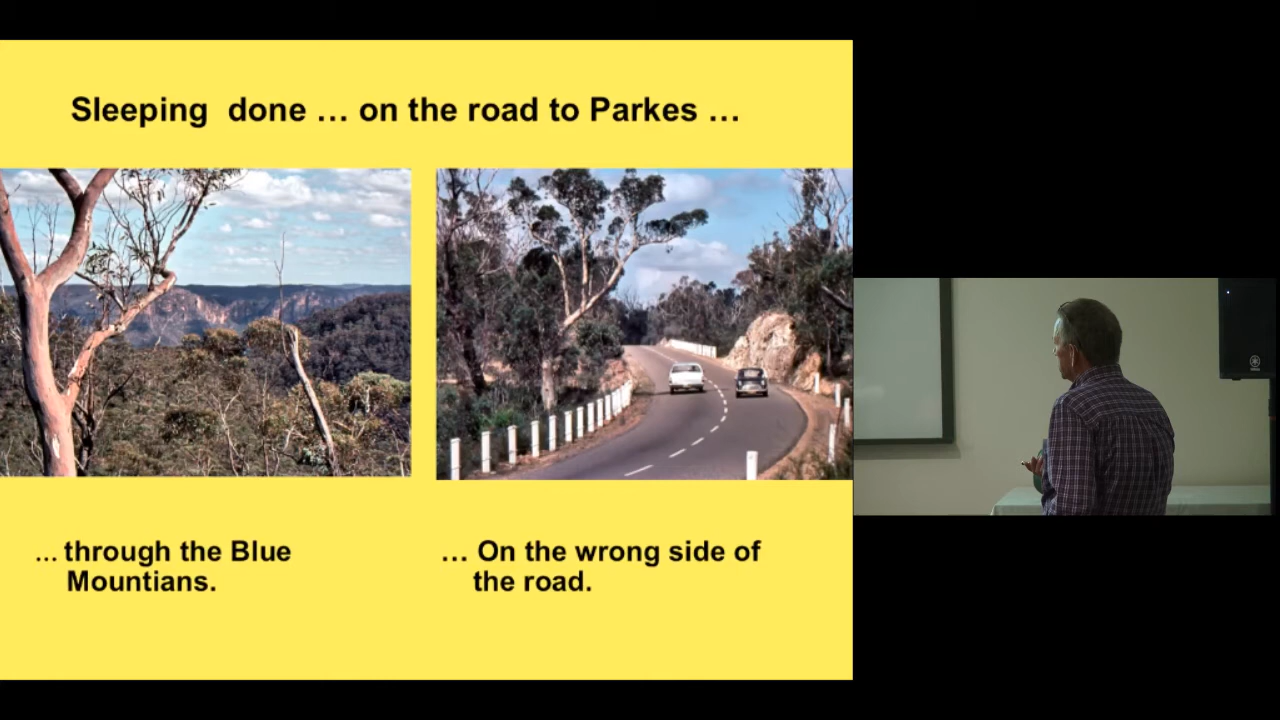 Sleeping  done … on the road to Parkes …
… through the Blue
Mountians.
… On the wrong side of
the road.